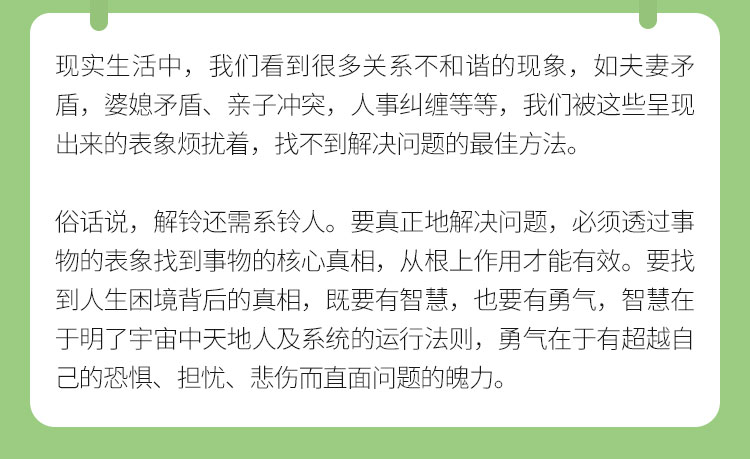 现实生活中，我们看到很多关系不和谐的现象，如夫妻矛
盾，婆媳矛盾、亲子冲突，人事纠缠等等，我们被这些呈现
出来的表象烦扰着，找不到解决问题的最佳方法。
俗话说，解铃还需系铃人。要真正地解决问题，必须透过事
物的表象找到事物的核心真相，从根上作用才能有效。要找
到人生困境背后的真相，既要有智慧，也要有勇气，智慧在
于明了宇宙中天地人及系统的运行法则，勇气在于有超越自
己的恐惧、担忧、悲伤而直面问题的魄力。